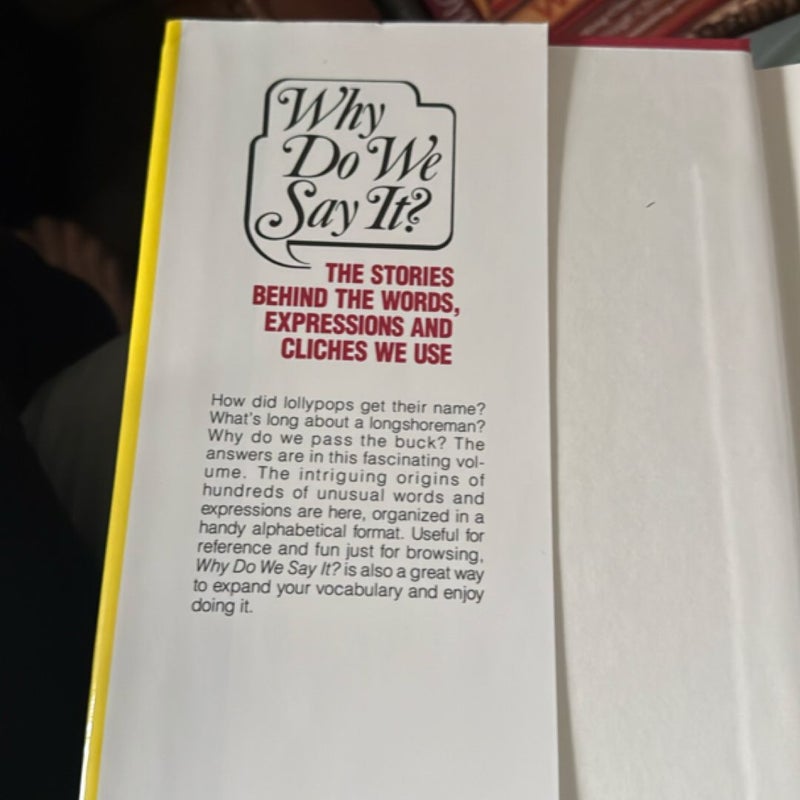 Why
Do We
Say It?
THE STORIES
BEHIND THE WORDS,
EXPRESSIONS AND
CLICHES WE USE
How did lollypops get their name?
What's long about a longshoreman?
Why do we pass the buck? The
answers are in this fascinating vol-
ume. The intriguing origins of
hundreds of unusual words and
expressions are here, organized in a
handy alphabetical format. Useful for
reference and fun just for browsing,
Why Do We Say It? is also a great way
to expand your vocabulary and enjoy
doing it.